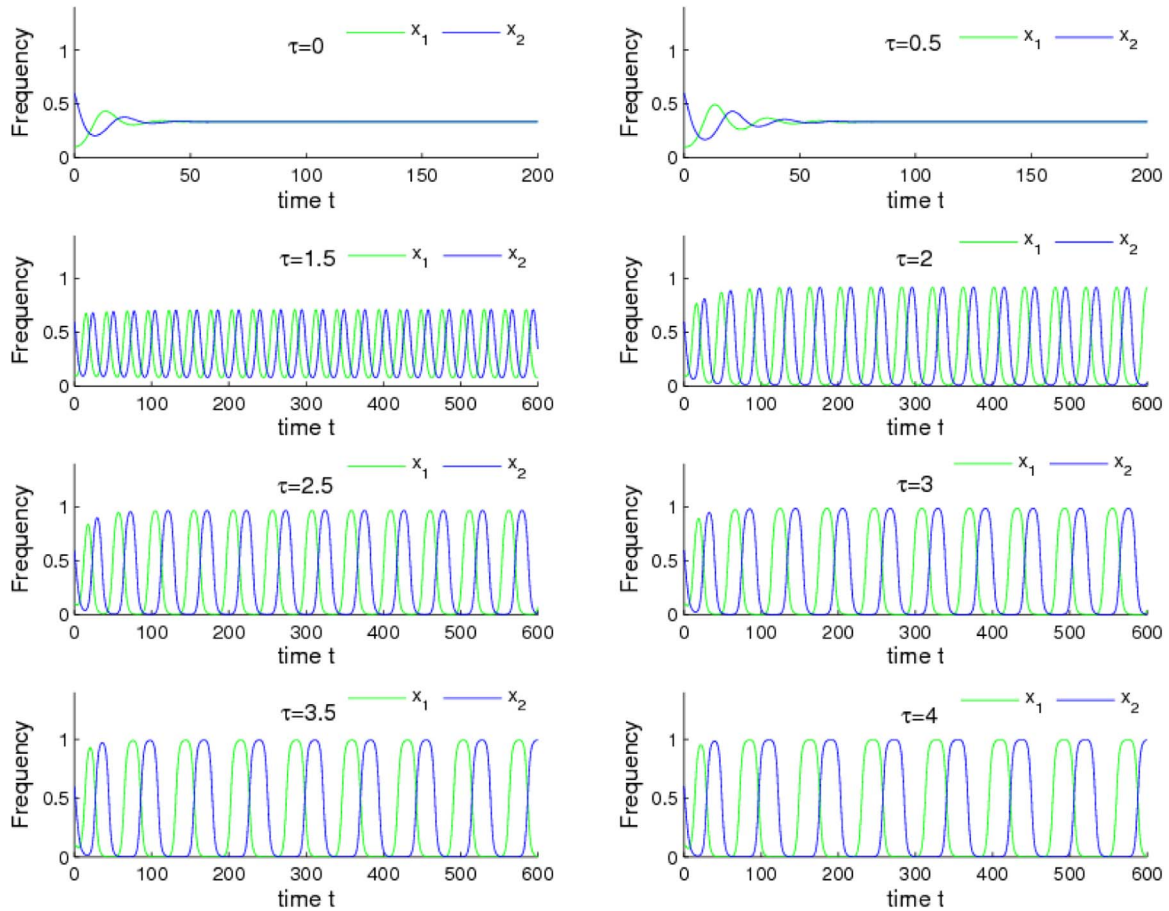 τ=0 x₁ x₂
Frequency
1
0.5
0
0 50 100 150 200
time t
τ=0.5 x₁ x₂
Frequency
1
0.5
0
0 50 100 150 200
time t
τ=1.5 x₁ x₂
Frequency
1
0.5
0
0 100 200 300 400 500 600
time t
τ=2 x₁ x₂
Frequency
1
0.5
0
0 100 200 300 400 500 600
time t
τ=2.5 x₁ x₂
Frequency
1
0.5
0
0 100 200 300 400 500 600
time t
τ=3 x₁ x₂
Frequency
1
0.5
0
0 100 200 300 400 500 600
time t
τ=3.5 x₁ x₂
Frequency
1
0.5
0
0 100 200 300 400 500 600
time t
τ=4 x₁ x₂
Frequency
1
0.5
0
0 100 200 300 400 500 600
time t